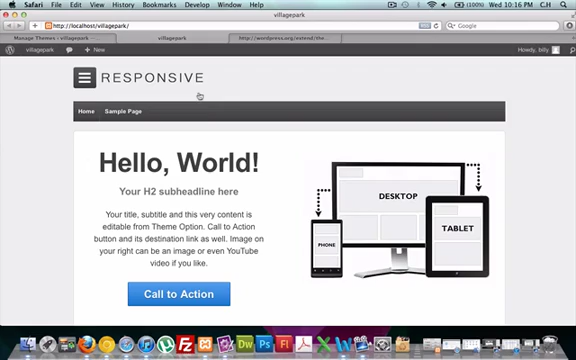 Safari File Edit View History Bookmarks Develop Window Help (100%) Wed 10:16 PM C.H
villagepark
http://localhost/villagepark/ Google
Manage Themes ‹ villagepark — ... villagepark http://wordpress.org/extend/the...
villagepark + New Howdy, billy
RESPONSIVE
Home Sample Page
Hello, World!
Your H2 subheadline here
Your title, subtitle and this very content is
editable from Theme Option. Call to Action
button and its destination link as well. Image on
your right can be an image or even YouTube
video if you like.
Call to Action
DESKTOP
TABLET
PHONE